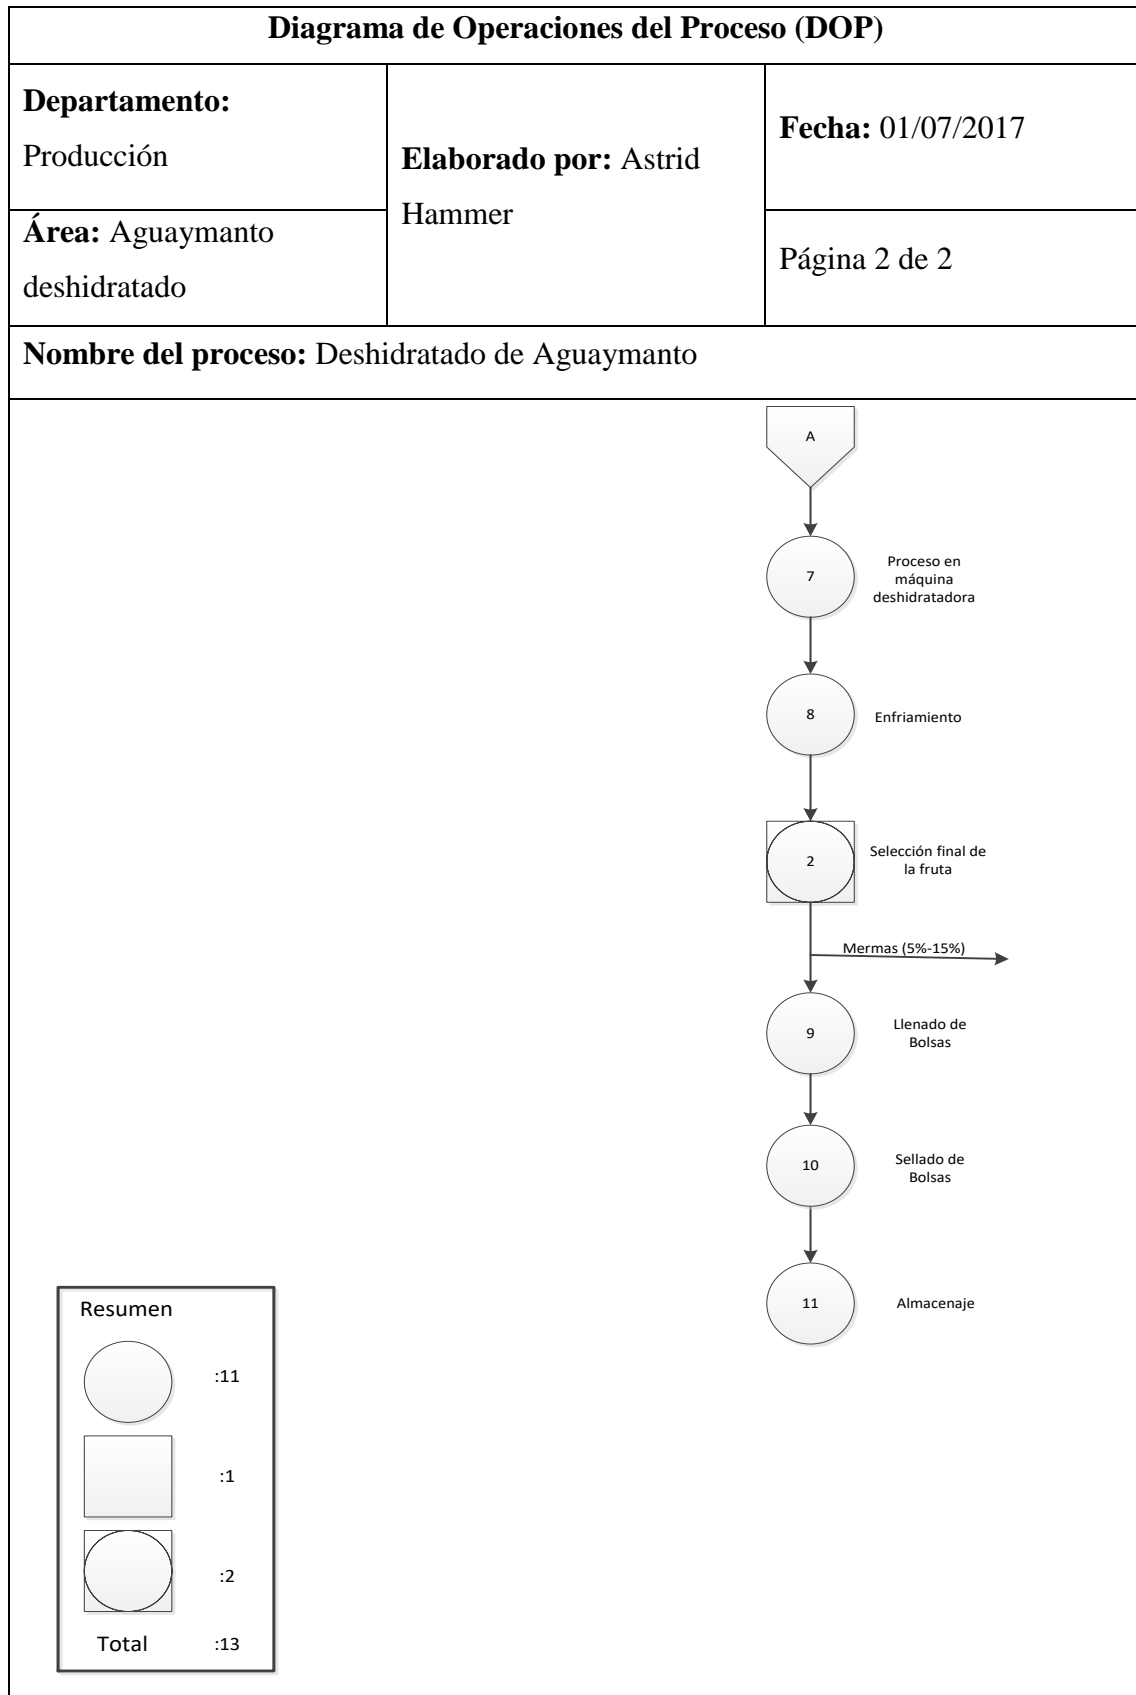 Diagrama de Operaciones del Proceso (DOP)
Departamento:
Producción
Elaborado por: Astrid
Hammer
Fecha: 01/07/2017
Área: Aguaymanto
deshidratado
Página 2 de 2
Nombre del proceso: Deshidratado de Aguaymanto
A
7
Proceso en
máquina
deshidratadora
8
Enfriamiento
2
Selección final de
la fruta
Mermas (5%-15%)
9
Llenado de
Bolsas
10
Sellado de
Bolsas
11
Almacenaje
Resumen
:11
:1
:2
Total :13